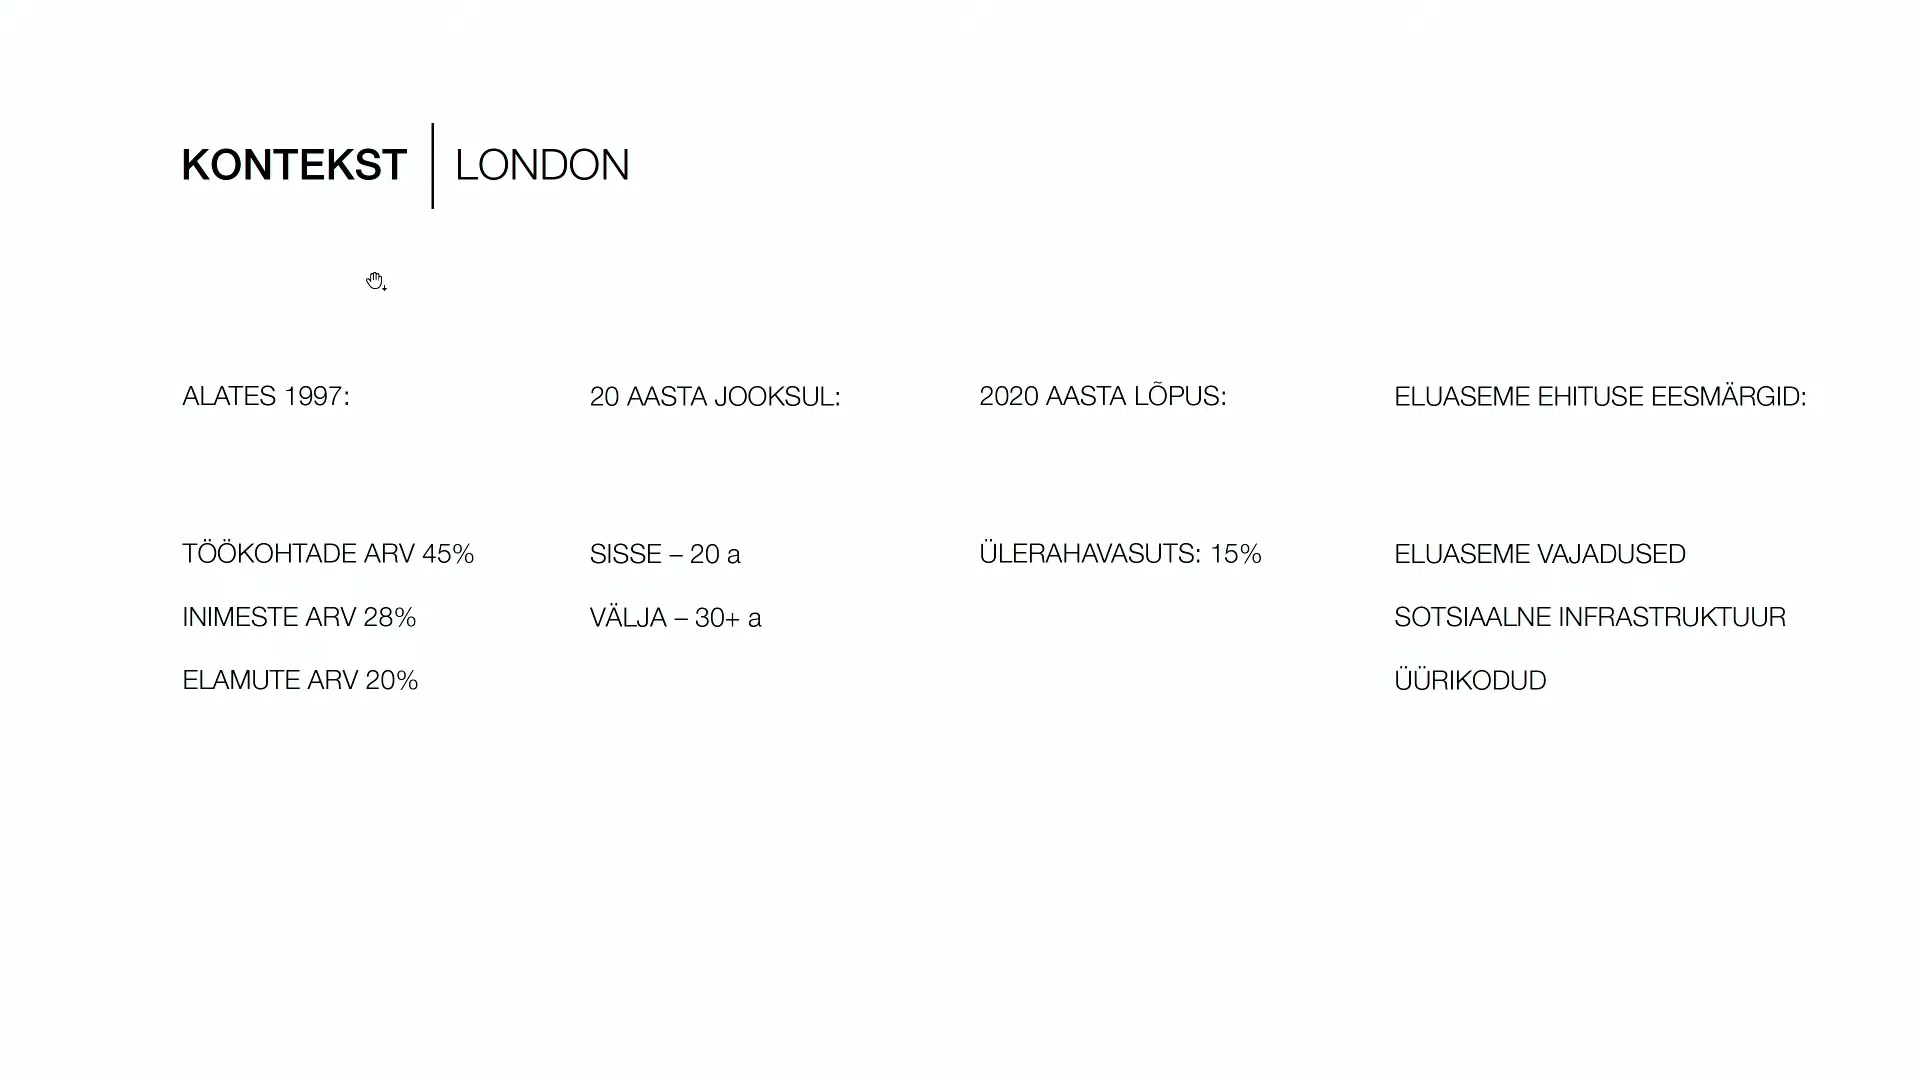 KONTEKST | LONDON
ALATES 1997:
TÖÖKOHTADE ARV 45%
INIMESTE ARV 28%
ELAMUTE ARV 20%
20 AASTA JOOKSUL:
SISSE – 20 a
VÄLJA – 30+ a
2020 AASTA LÕPUS:
ÜLERAHAVASUTS: 15%
ELUASEME EHITUSE EESMÄRGID:
ELUASEME VAJADUSED
SOTSIAALNE INFRASTRUKTUUR
ÜÜRIKODUD